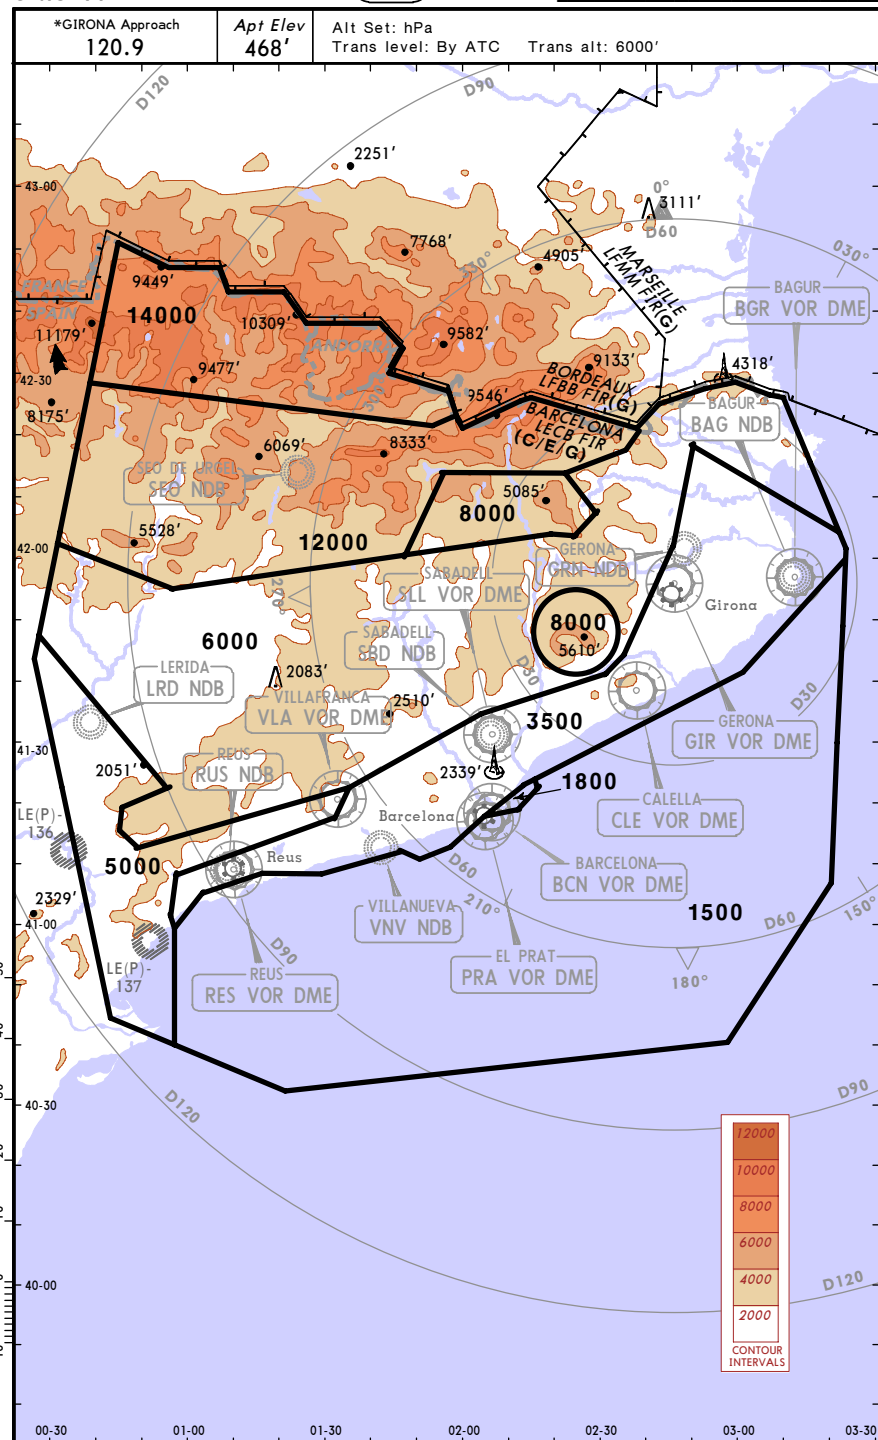 *GIRONA Approach
120.9
Apt Elev
468'
Alt Set: hPa
Trans level: By ATC Trans alt: 6000'
D120
D90
2251'
43-00
0°
3111'
D60
7768'
4905'
330°
030°
MARSEILLE
LFMM FIR(G)
FRANCE
SPAIN
9449'
14000
10309'
BAGUR
BGR VOR DME
11179'
ANDORRA
9582'
9133'
4318'
42-30
9477'
300°
BORDEAUX
LFBB FIR(G)
8175'
9546'
BARCELONA
LECB FIR
(C/E/G)
BAGUR
BAG NDB
6069'
8333'
SEO DE URGEL
SEO NDB
5085'
8000
5528'
12000
42-00
GERONA
GRN NDB
SABADELL
SLL VOR DME
270°
Girona
8000
5610'
6000
SABADELL
SBD NDB
LERIDA
LRD NDB
2083'
D30
D30
VILLAFRANCA
VLA VOR DME
2510'
3500
GERONA
GIR VOR DME
41-30
REUS
RUS NDB
2051'
2339'
1800
CALELLA
CLE VOR DME
LE(P)-
136
Barcelona
Reus
5000
D60
BARCELONA
BCN VOR DME
2329'
VILLANUEVA
VNV NDB
210°
1500
D60
150°
41-00
D90
EL PRAT
PRA VOR DME
LE(P)-
137
REUS
RES VOR DME
180°
40-30
D120
D90
12000
10000
8000
6000
4000
2000
CONTOUR
INTERVALS
40-00
D120
00-30
01-00
01-30
02-00
02-30
03-00
03-30